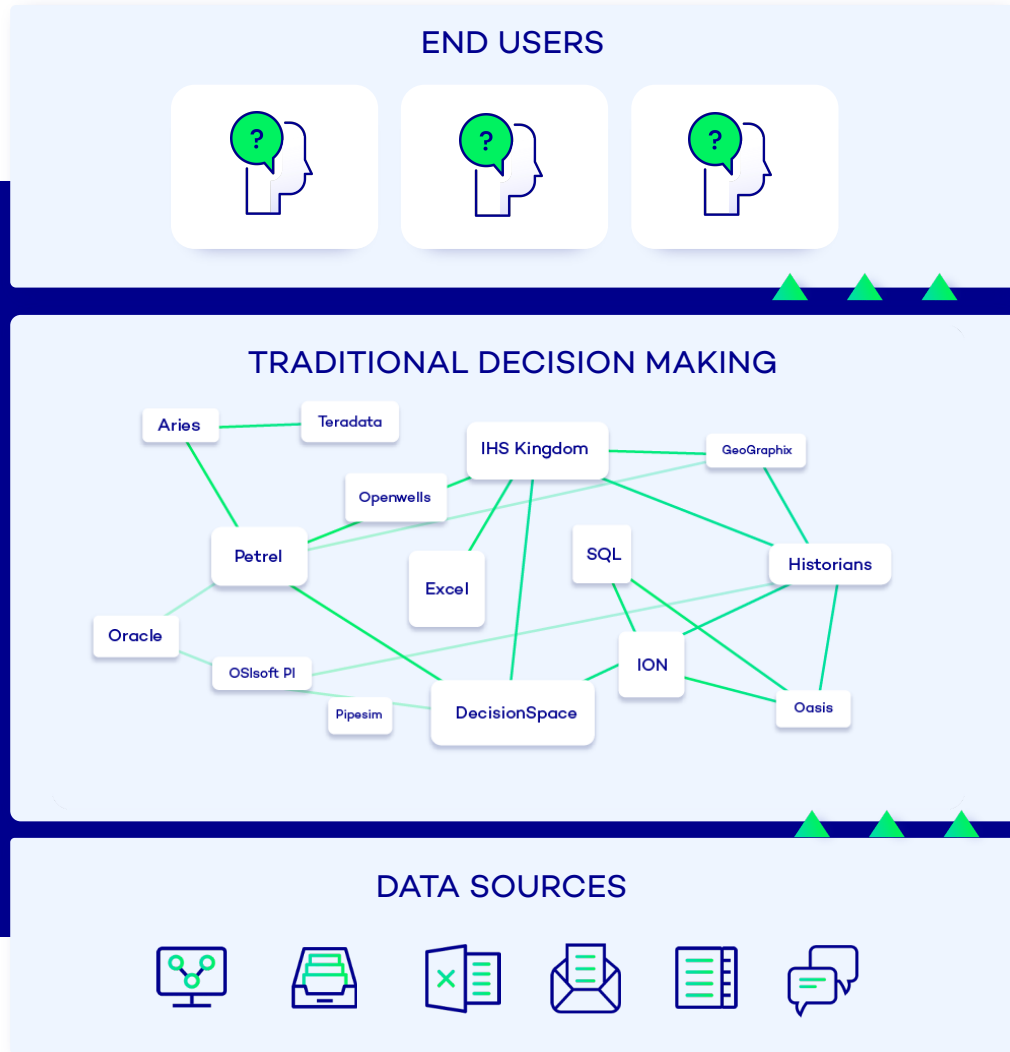 END USERS
? ? ?
TRADITIONAL DECISION MAKING
Aries
Teradata
IHS Kingdom
GeoGraphix
Openwells
Petrel
Excel
SQL
Historians
Oracle
OSIsoft PI
ION
Pipesim
DecisionSpace
Oasis
DATA SOURCES